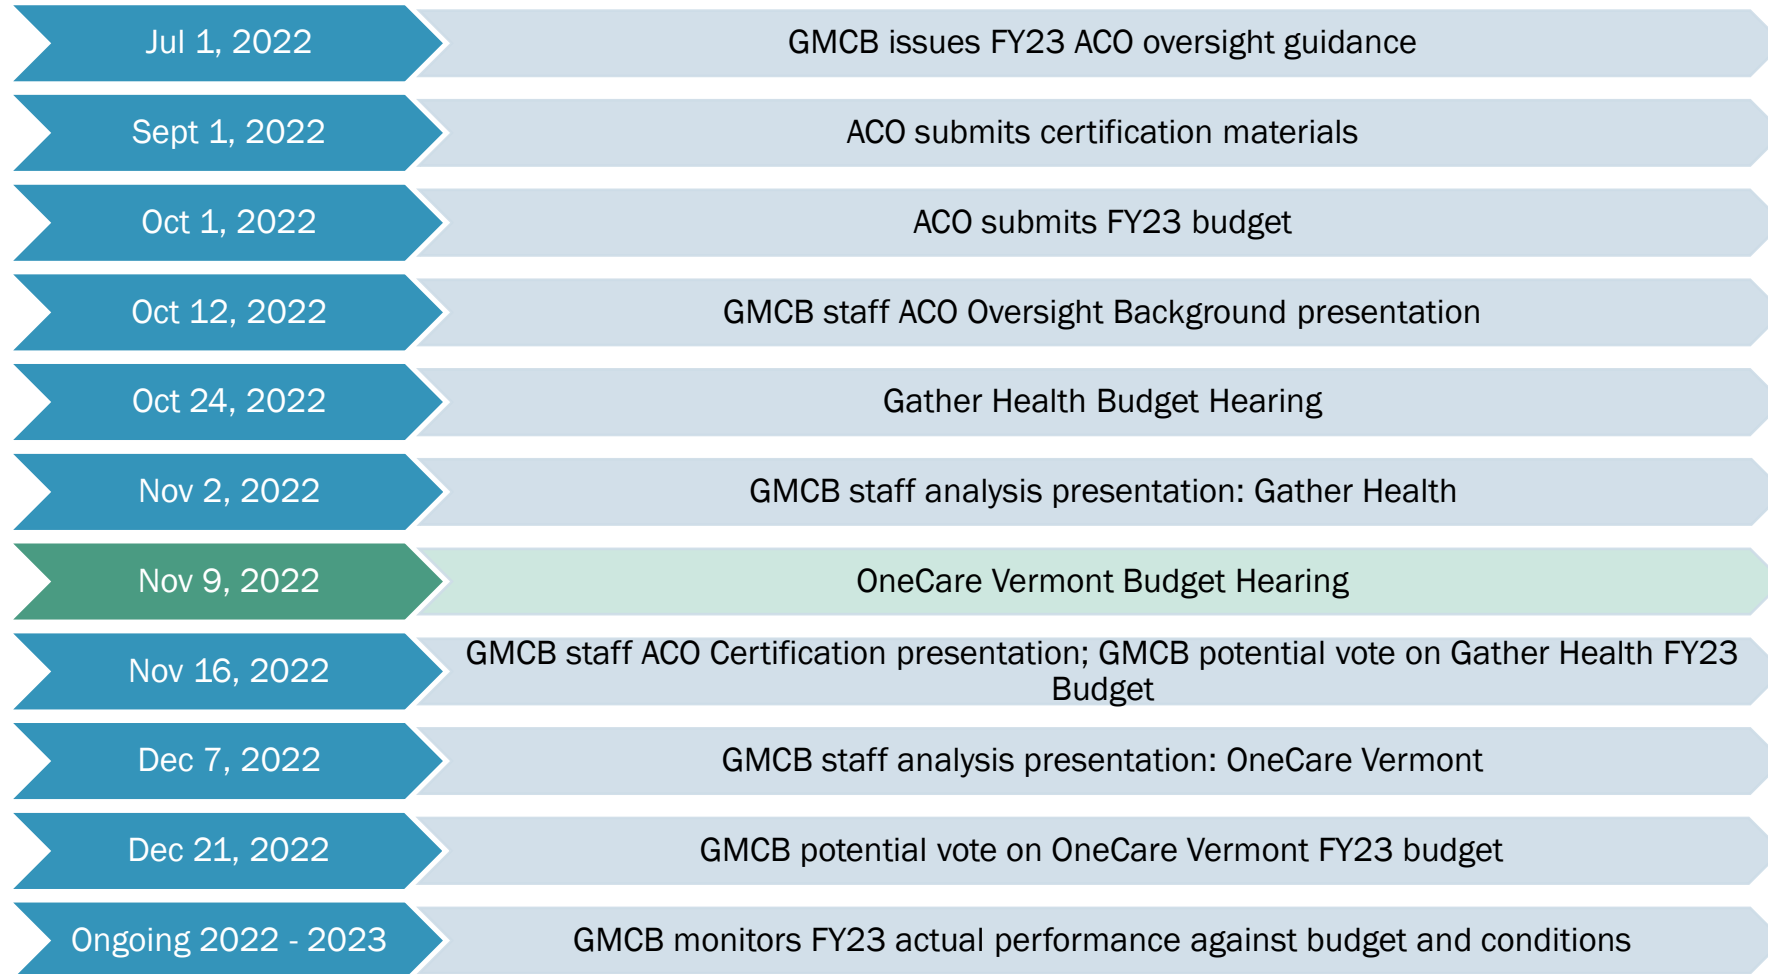 Jul 1, 2022
GMCB issues FY23 ACO oversight guidance
Sept 1, 2022
ACO submits certification materials
Oct 1, 2022
ACO submits FY23 budget
Oct 12, 2022
GMCB staff ACO Oversight Background presentation
Oct 24, 2022
Gather Health Budget Hearing
Nov 2, 2022
GMCB staff analysis presentation: Gather Health
Nov 9, 2022
OneCare Vermont Budget Hearing
Nov 16, 2022
GMCB staff ACO Certification presentation; GMCB potential vote on Gather Health FY23
Budget
Dec 7, 2022
GMCB staff analysis presentation: OneCare Vermont
Dec 21, 2022
GMCB potential vote on OneCare Vermont FY23 budget
Ongoing 2022 - 2023
GMCB monitors FY23 actual performance against budget and conditions